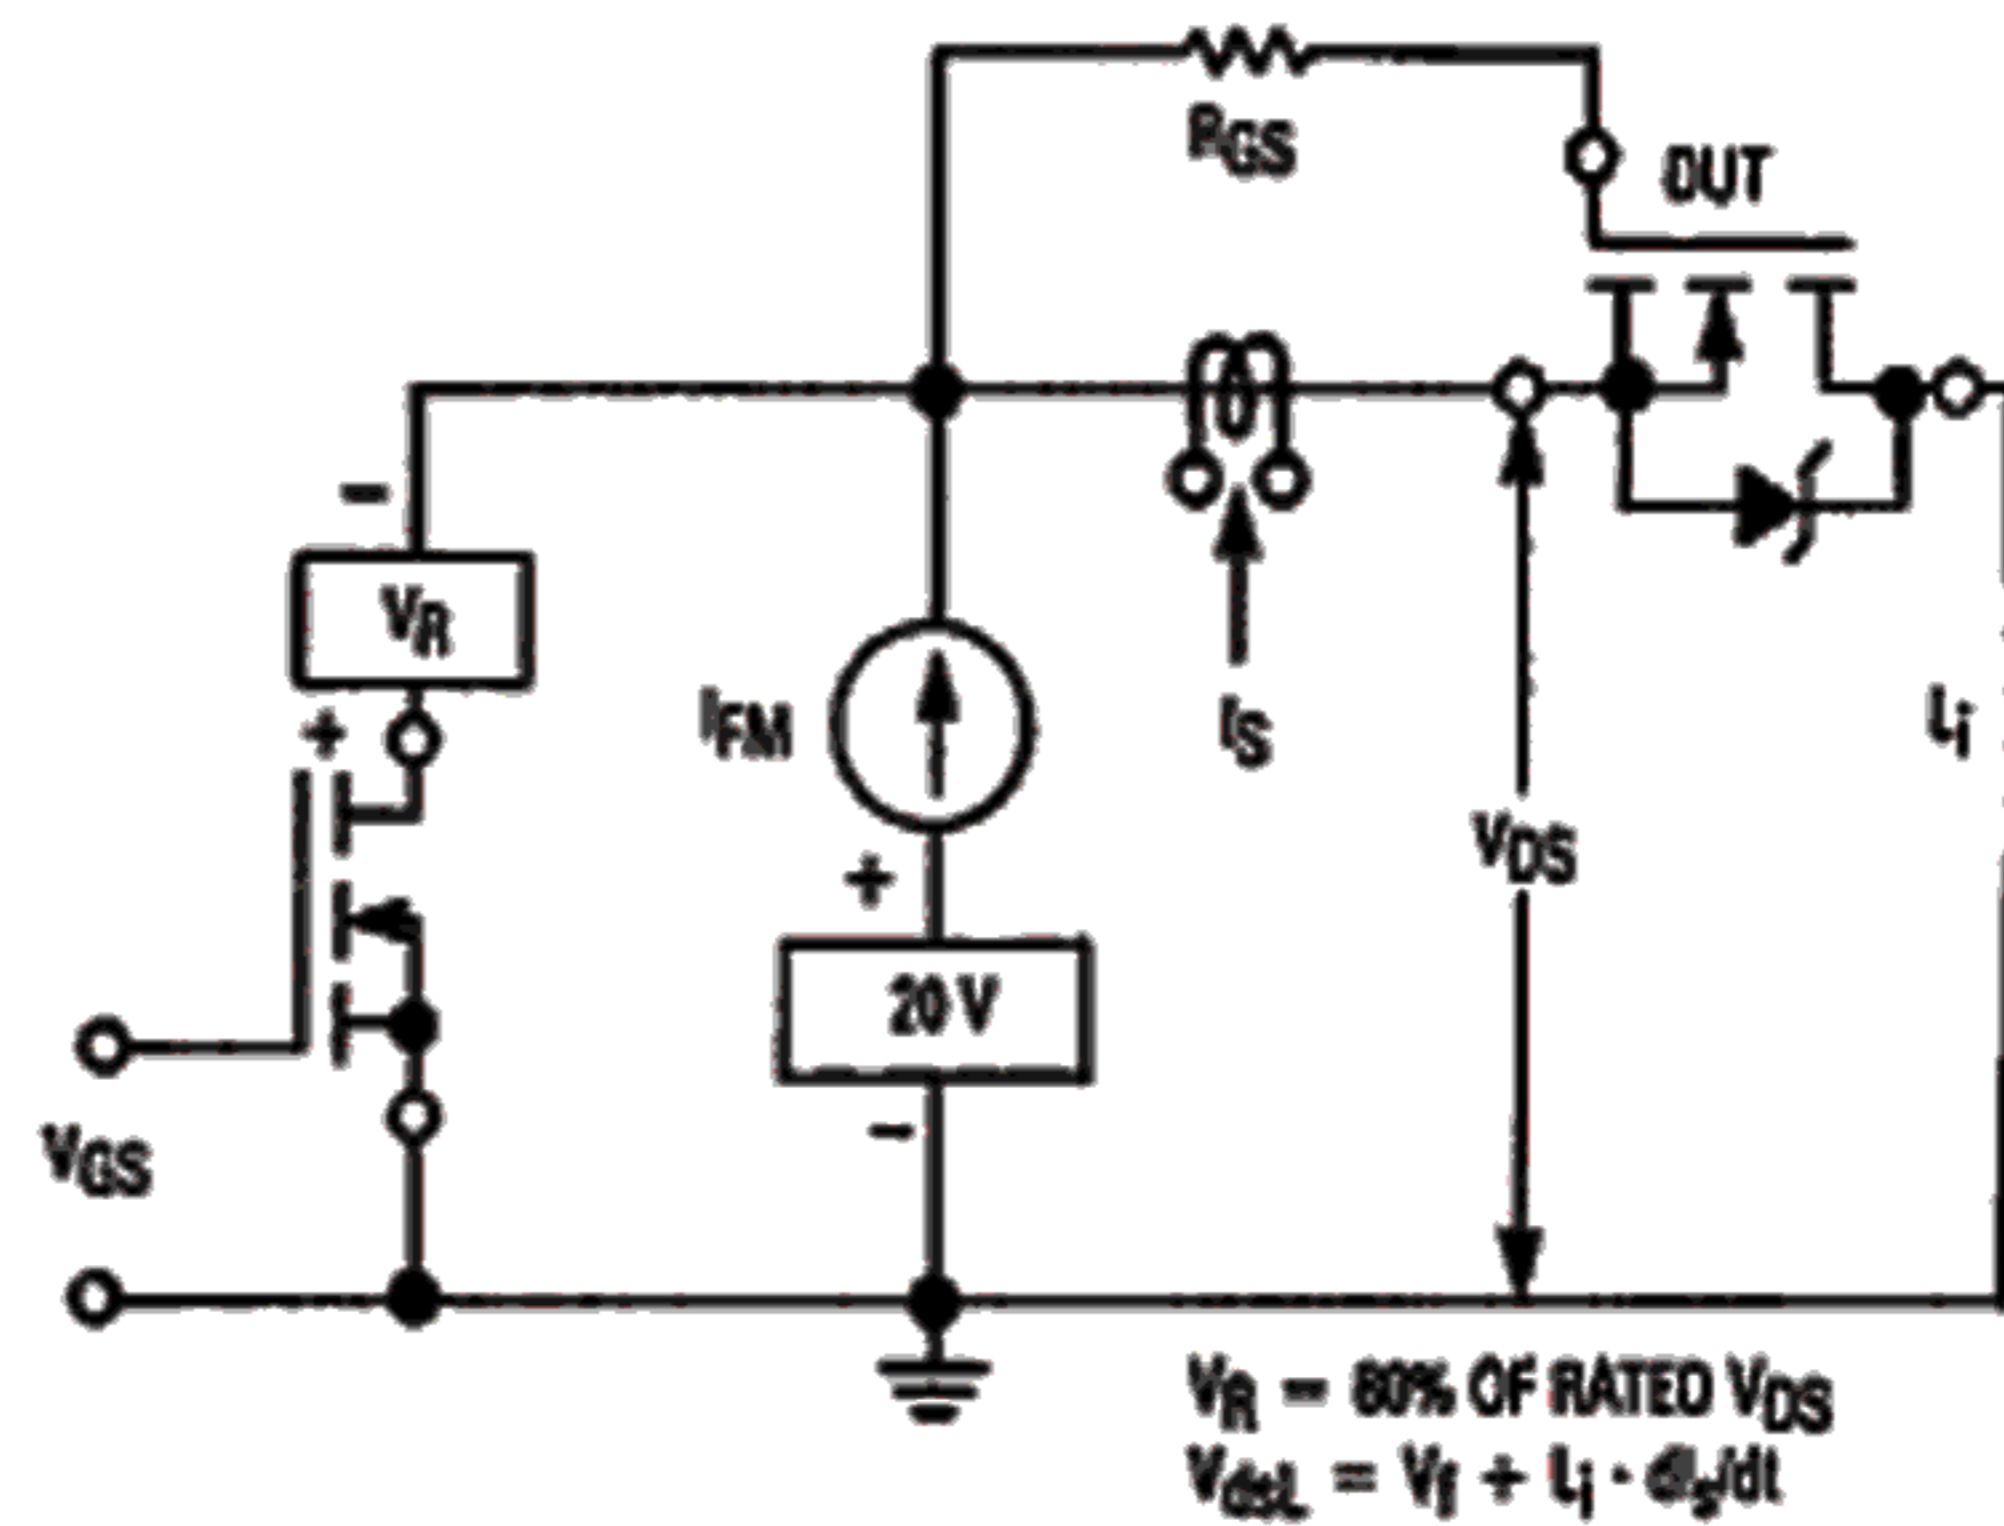 RGS
OUT
−
VR
+
IFM
IS
Li
VDS
+
20 V
−
VGS
VR = 80% OF RATED VDS
VdsL = Vf + Li · dIs/dt